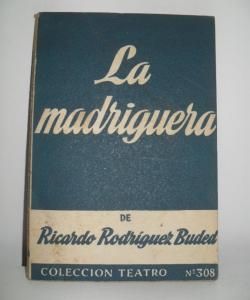 La
madriguera
DE
Ricardo Rodríguez Buded
COLECCION TEATRO Nº 308